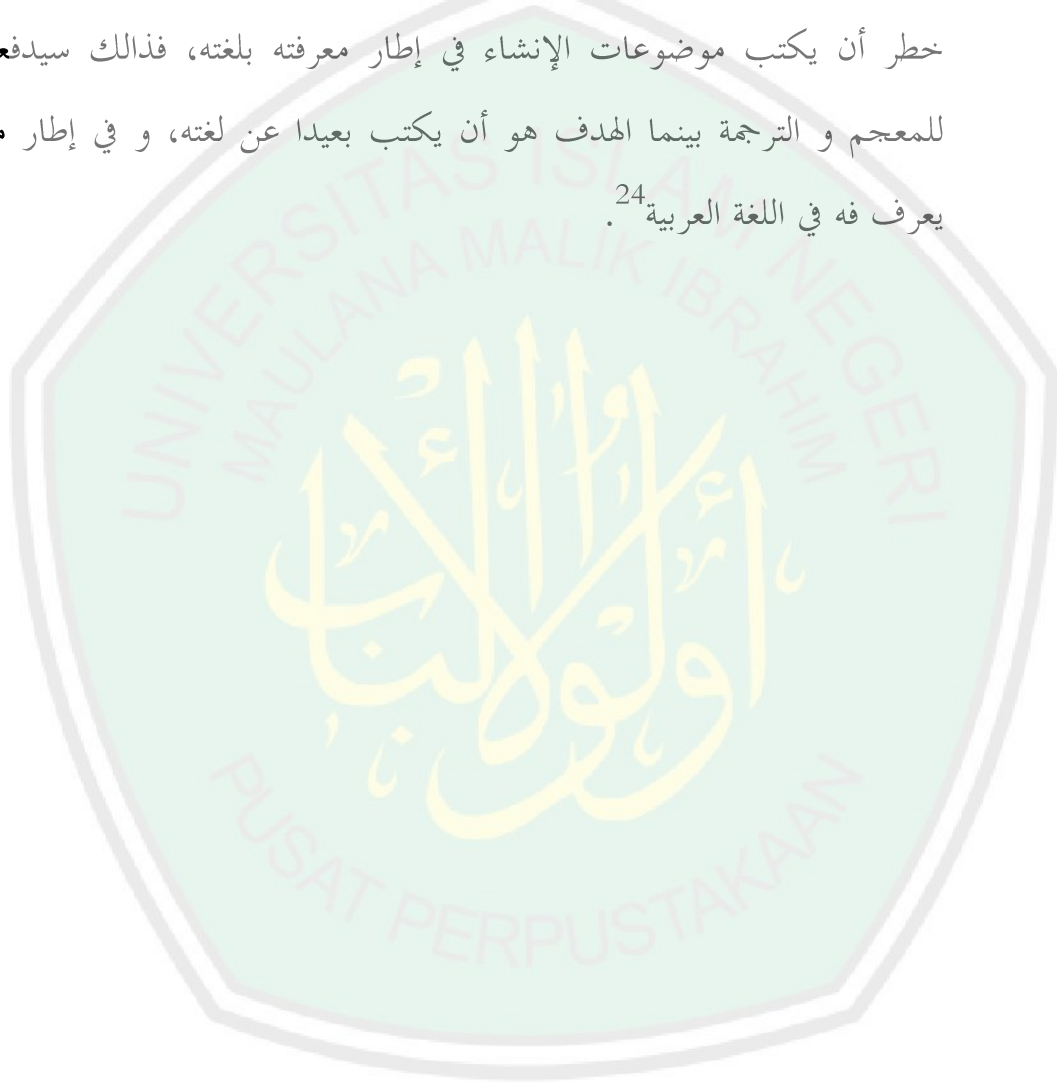 خطر أن يكتب موضوعات الإنشاء في إطار معرفته بلغته، فذالك سيدفع
للمعجم و الترجمة بينما الهدف هو أن يكتب بعيدا عن لغته، و في إطار
يعرف فه في اللغة العربية24.
UNIVERSITAS ISLAM NEGERI
MAULANA MALIK IBRAHIM
PUSAT PERPUSTAKAAN